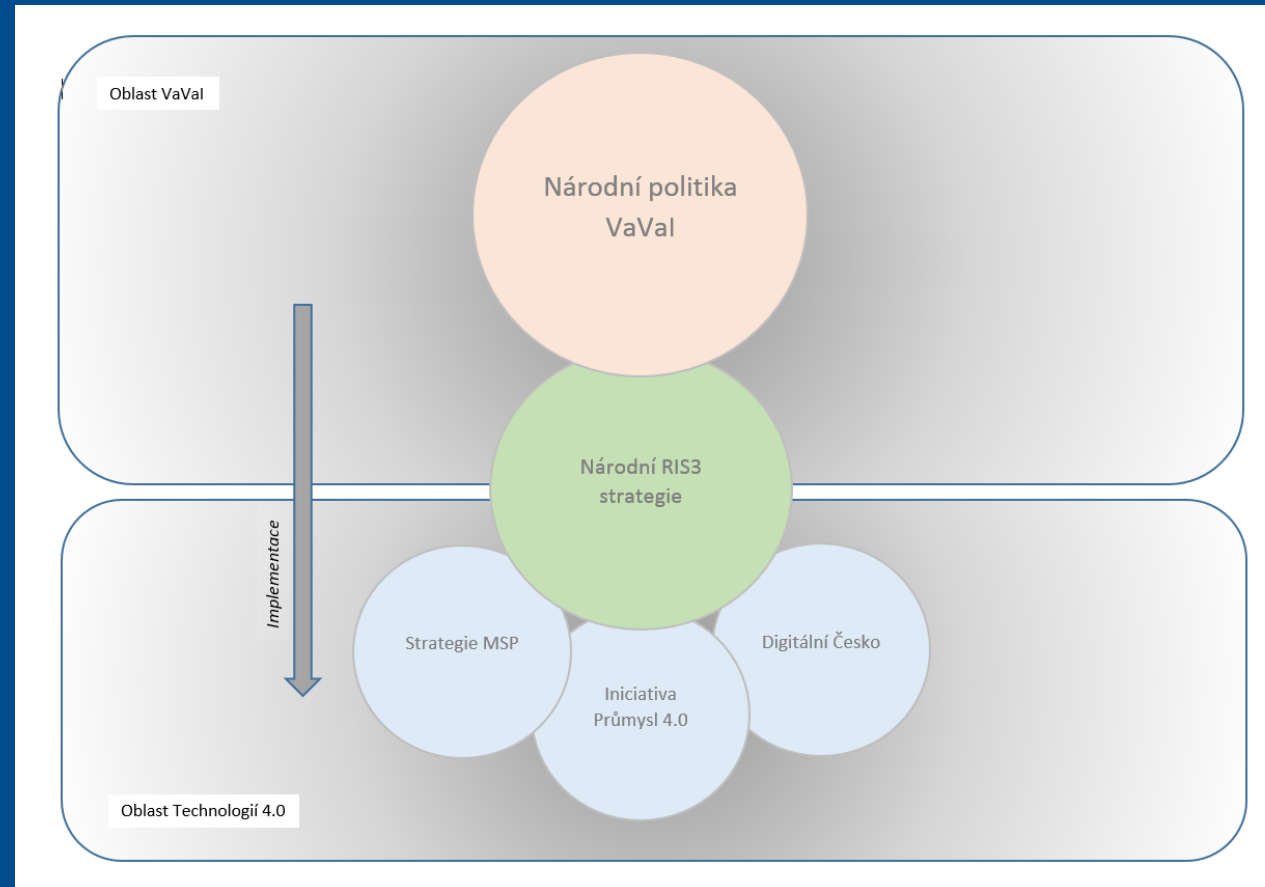 Oblast VaVaI
Národní politika
VaVaI
Národní RIS3
strategie
Implementace
Strategie MSP
Digitální Česko
Iniciativa
Průmysl 4.0
Oblast Technologií 4.0